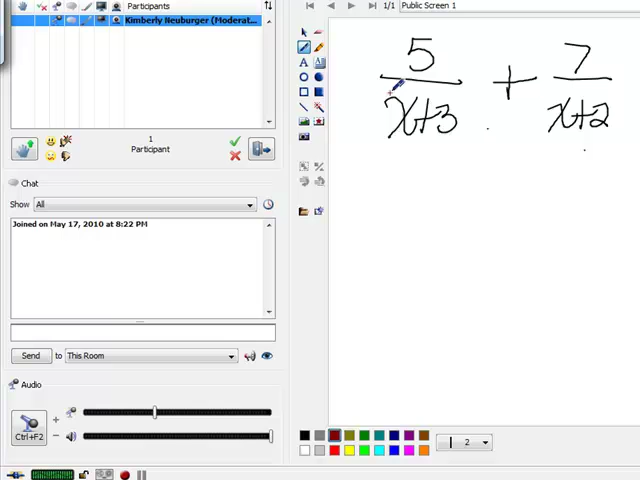 Participants
Kimberly Neuburger (Moderat...
1
Participant
Chat
Show All
Joined on May 17, 2010 at 8:22 PM
Send to This Room
Audio
Ctrl+F2
1/1 Public Screen 1
5 7
+
x+3 x+2
A
2